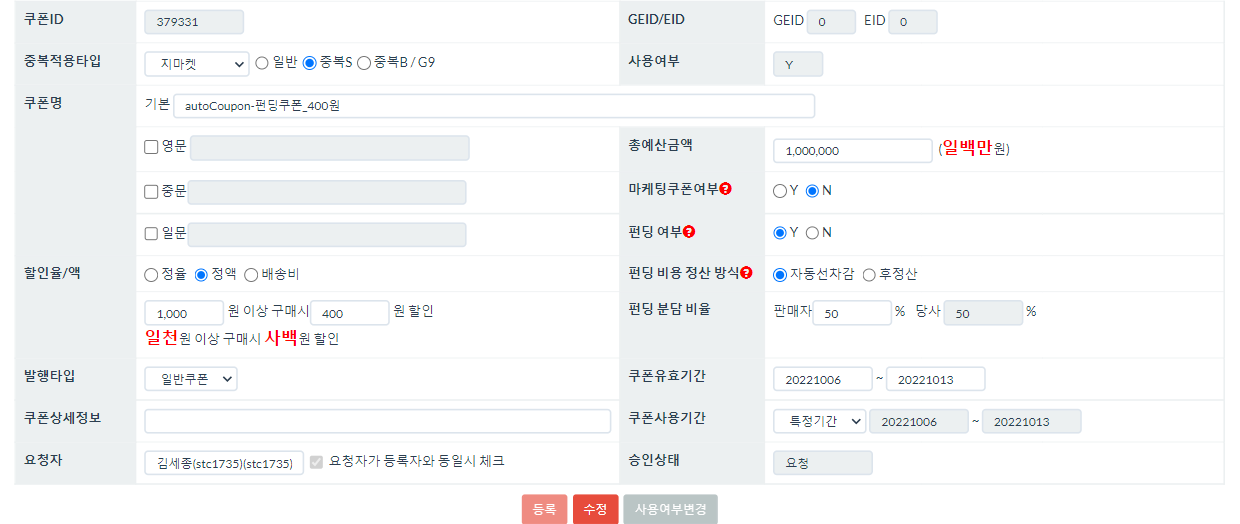 쿠폰ID 379331 GEID/EID GEID 0 EID 0
중복적용타입 지마켓 일반 중복S 중복B / G9 사용여부 Y
쿠폰명 기본 autoCoupon-펀딩쿠폰_400원
영문 총예산금액 1,000,000 (일백만원)
중문 마케팅쿠폰여부? Y N
일문 펀딩 여부? Y N
할인율/액 정율 정액 배송비 펀딩 비용 정산 방식? 자동선차감 후정산
1,000 원 이상 구매시 400 원 할인 펀딩 분담 비율 판매자 50 % 당사 50 %
일천원 이상 구매시 사백원 할인
발행타입 일반쿠폰 쿠폰유효기간 20221006 ~ 20221013
쿠폰상세정보 쿠폰사용기간 특정기간 20221006 ~ 20221013
요청자 김세종(stc1735)(stc1735) 요청자가 등록자와 동일시 체크 승인상태 요청
등록 수정 사용여부변경